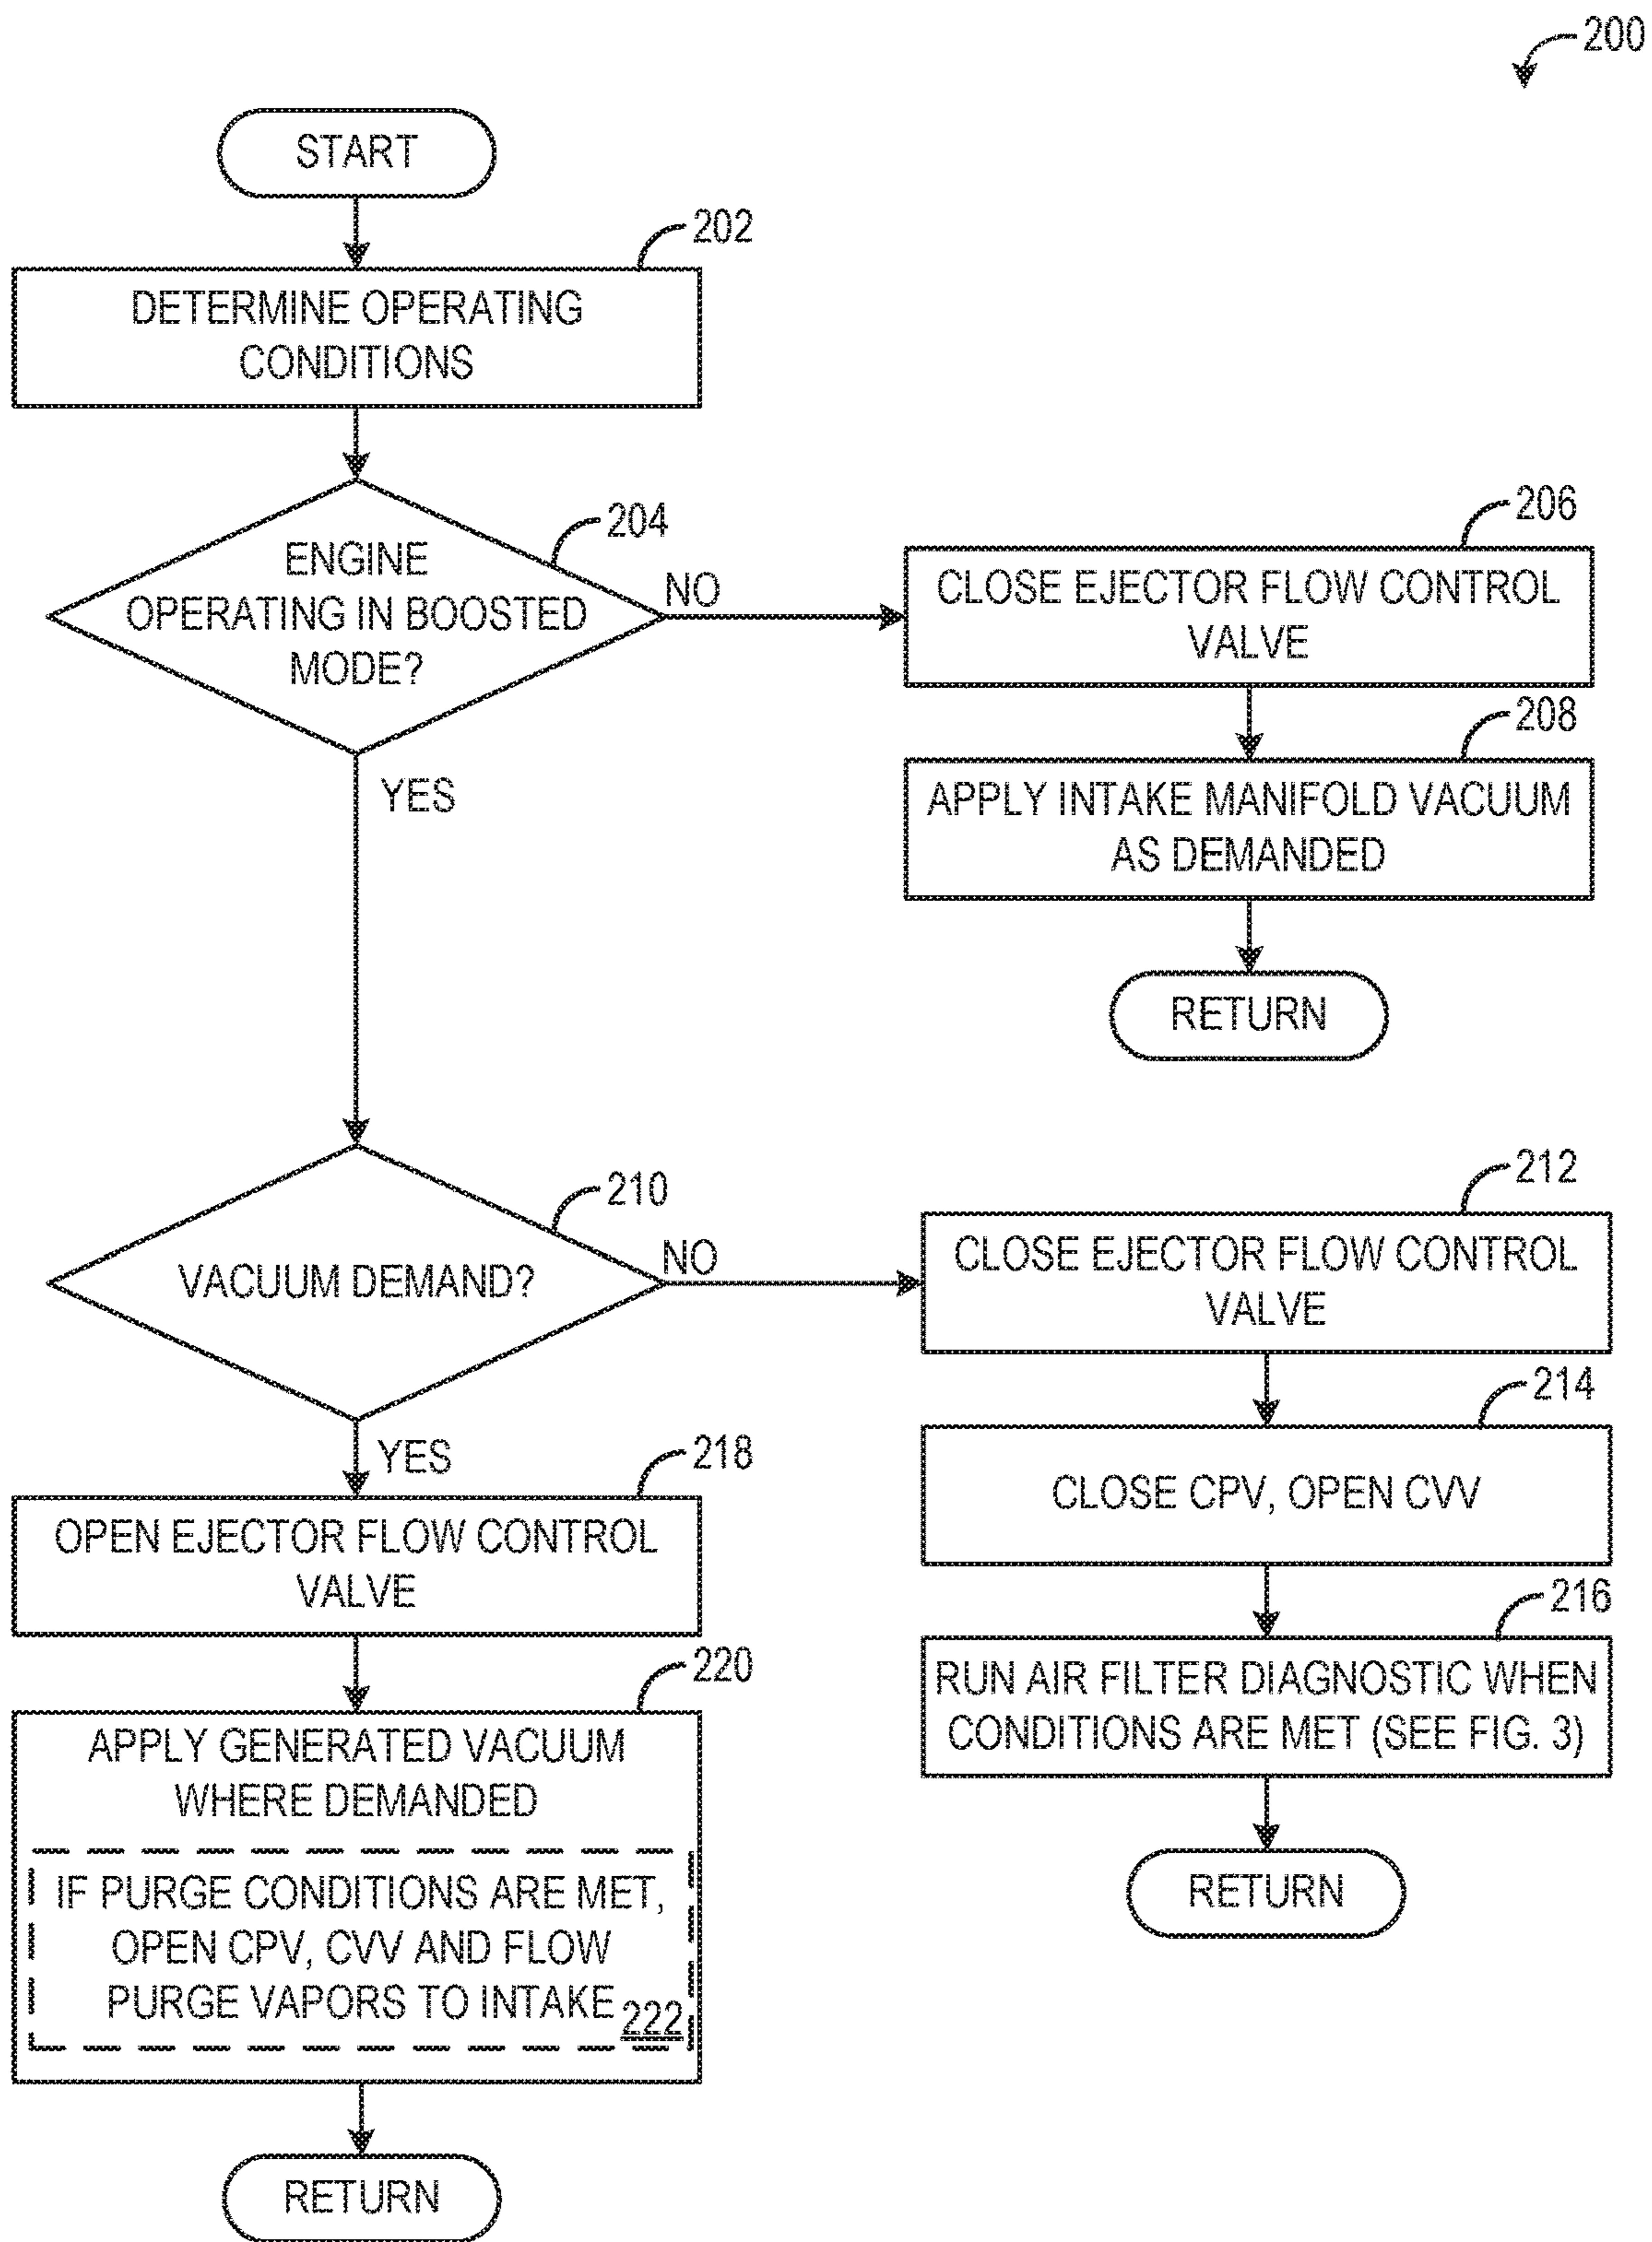 200
START
202
DETERMINE OPERATING
CONDITIONS
204
ENGINE
OPERATING IN BOOSTED
MODE?
NO
YES
206
CLOSE EJECTOR FLOW CONTROL
VALVE
208
APPLY INTAKE MANIFOLD VACUUM
AS DEMANDED
RETURN
210
VACUUM DEMAND?
NO
YES
212
CLOSE EJECTOR FLOW CONTROL
VALVE
214
CLOSE CPV, OPEN CVV
216
RUN AIR FILTER DIAGNOSTIC WHEN
CONDITIONS ARE MET (SEE FIG. 3)
RETURN
218
OPEN EJECTOR FLOW CONTROL
VALVE
220
APPLY GENERATED VACUUM
WHERE DEMANDED
IF PURGE CONDITIONS ARE MET,
OPEN CPV, CVV AND FLOW
PURGE VAPORS TO INTAKE 222
RETURN